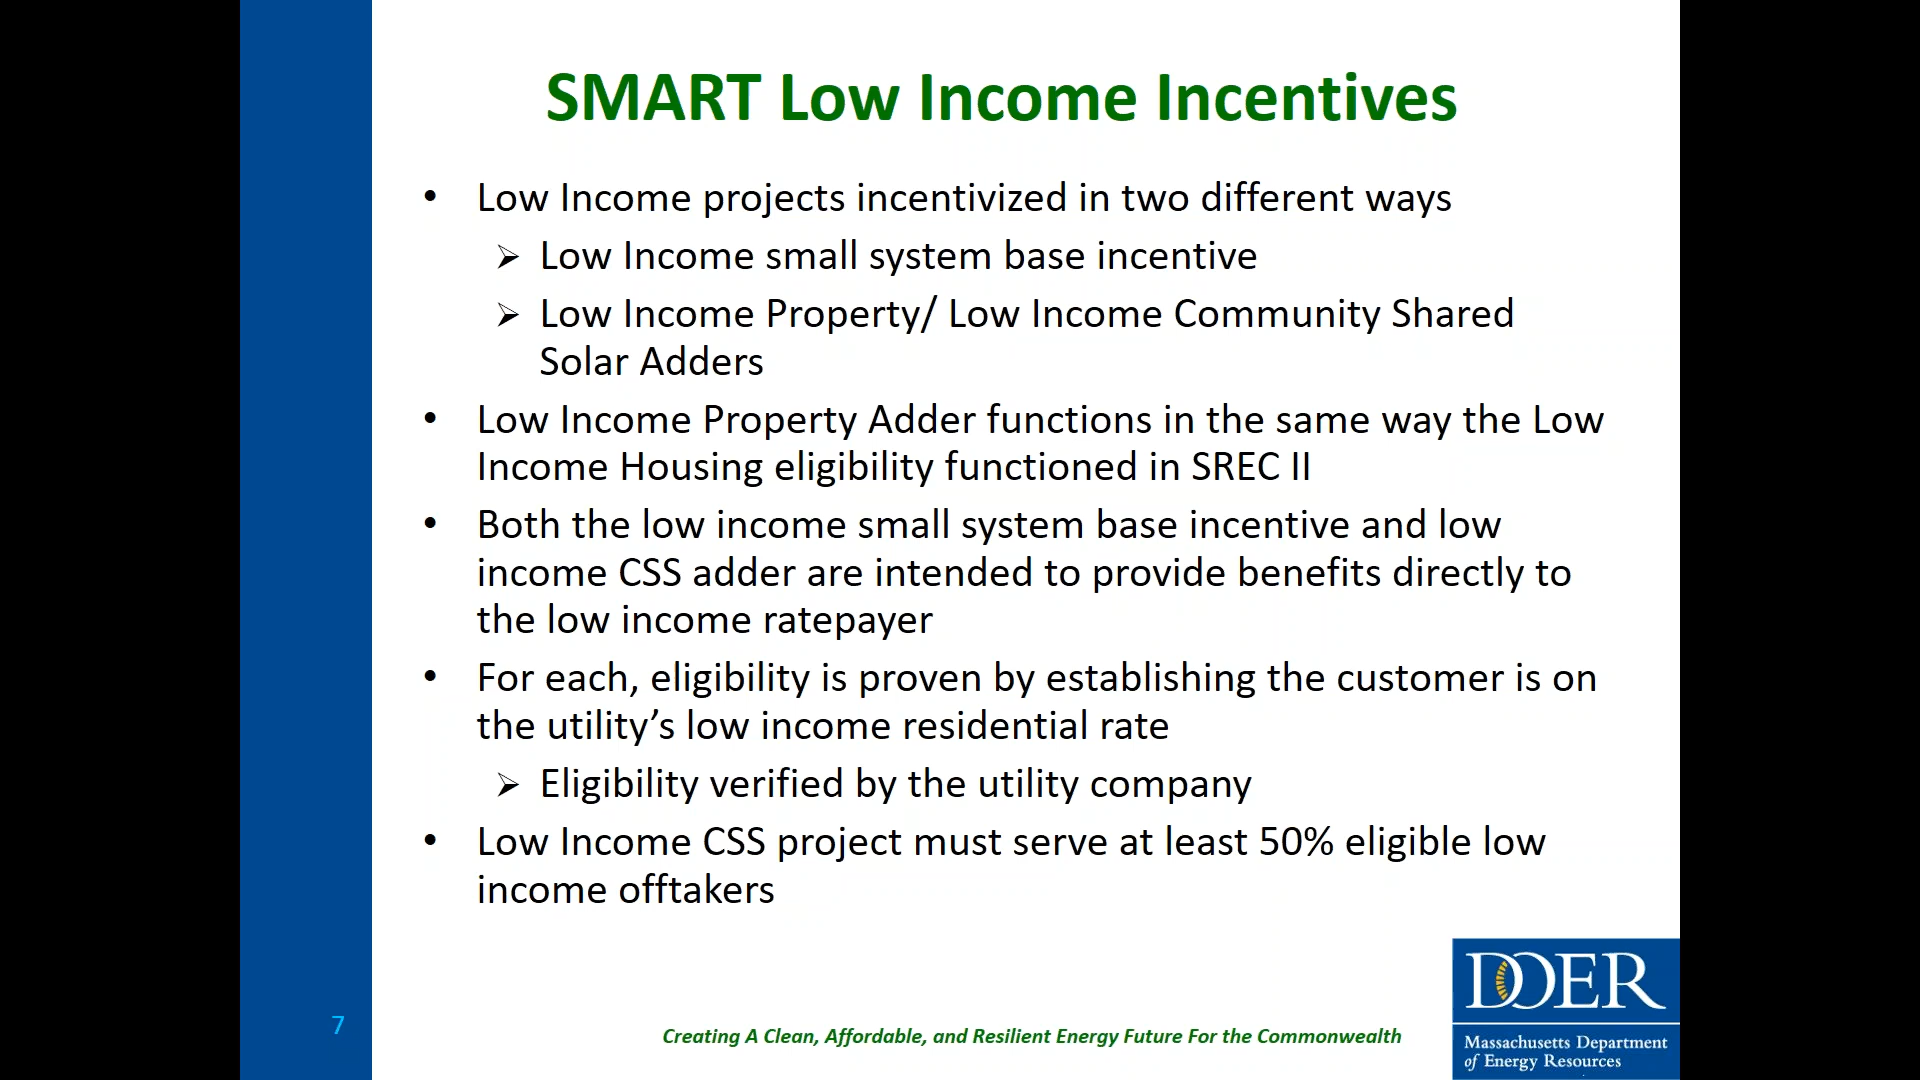 SMART Low Income Incentives
• Low Income projects incentivized in two different ways
➢ Low Income small system base incentive
➢ Low Income Property/ Low Income Community Shared
Solar Adders
• Low Income Property Adder functions in the same way the Low
Income Housing eligibility functioned in SREC II
• Both the low income small system base incentive and low
income CSS adder are intended to provide benefits directly to
the low income ratepayer
• For each, eligibility is proven by establishing the customer is on
the utility’s low income residential rate
➢ Eligibility verified by the utility company
• Low Income CSS project must serve at least 50% eligible low
income offtakers
7
Creating A Clean, Affordable, and Resilient Energy Future For the Commonwealth
DOER
Massachusetts Department
of Energy Resources